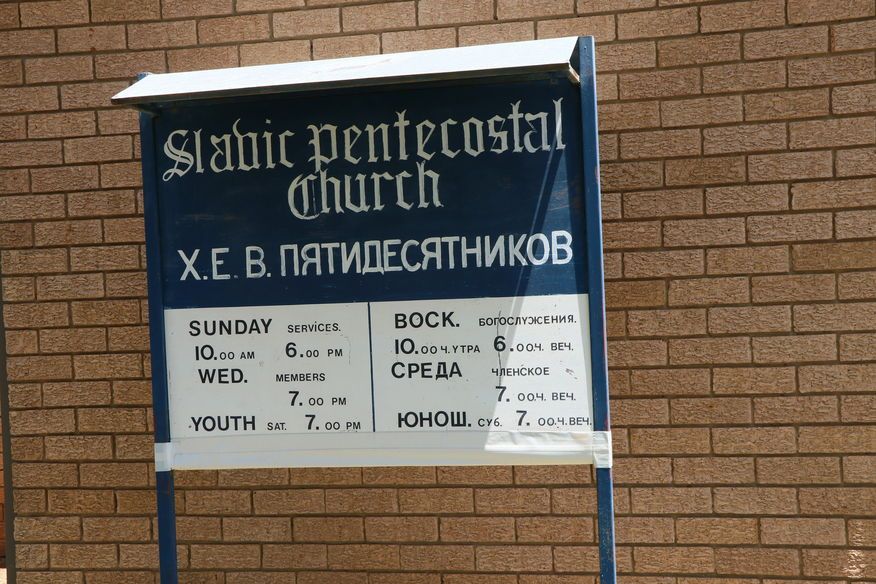 Slavic Pentecostal
Church
Х.Е.В. ПЯТИДЕСЯТНИКОВ
SUNDAY SERVICES.
10.00 AM 6.00 PM
WED. MEMBERS
7.00 PM
YOUTH SAT. 7.00 PM
ВОСК. БОГОСЛУЖЕНИЯ.
10.00 Ч.УТРА 6.00Ч. ВЕЧ.
СРЕДА ЧЛЕНСКОЕ
7.00Ч. ВЕЧ.
ЮНОШ. СУБ. 7.00Ч.ВЕЧ.